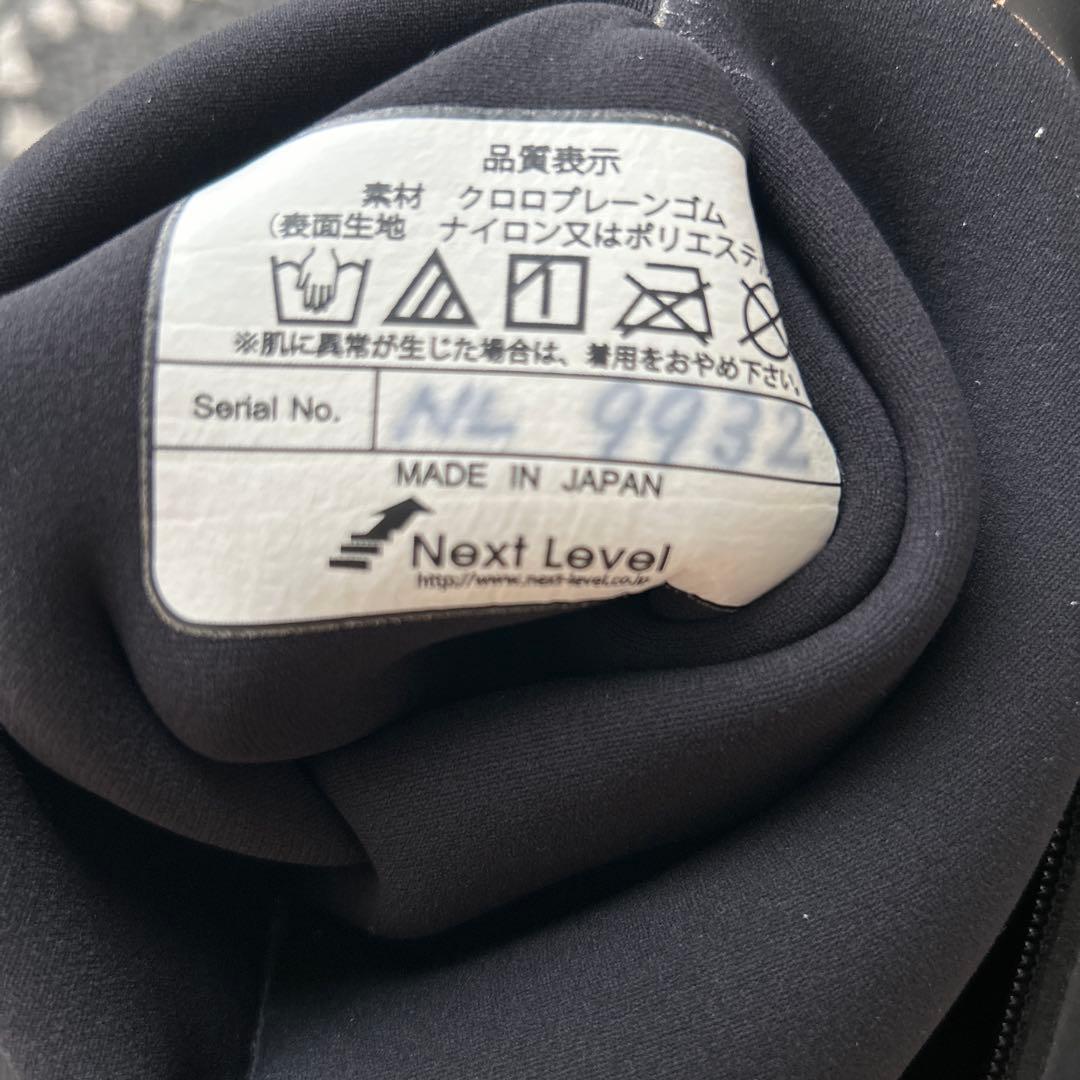 品質表示
素材 クロロプレーンゴム
(表面生地 ナイロン又はポリエステル
※肌に異常が生じた場合は、着用をおやめ下さい。
Serial No. NL 9932
MADE IN JAPAN
Next Level
http://www.next-level.co.jp